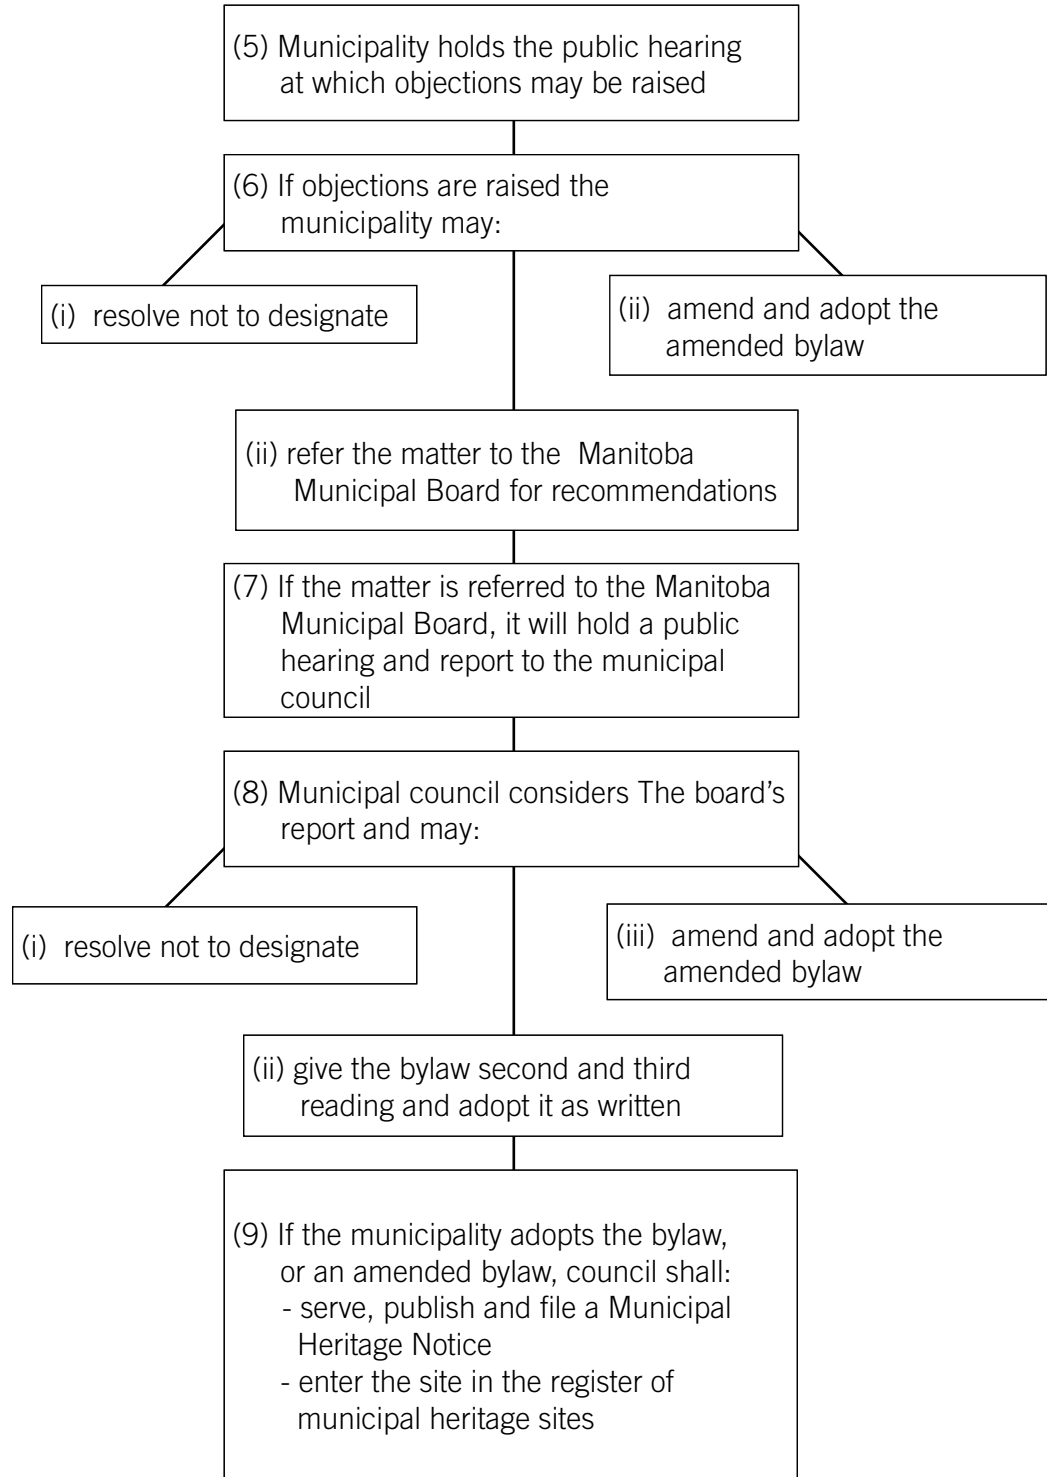 (5) Municipality holds the public hearing
at which objections may be raised
(6) If objections are raised the
municipality may:
(i) resolve not to designate
(ii) amend and adopt the
amended bylaw
(ii) refer the matter to the Manitoba
Municipal Board for recommendations
(7) If the matter is referred to the Manitoba
Municipal Board, it will hold a public
hearing and report to the municipal
council
(8) Municipal council considers The board's
report and may:
(i) resolve not to designate
(iii) amend and adopt the
amended bylaw
(ii) give the bylaw second and third
reading and adopt it as written
(9) If the municipality adopts the bylaw,
or an amended bylaw, council shall:
- serve, publish and file a Municipal
Heritage Notice
- enter the site in the register of
municipal heritage sites